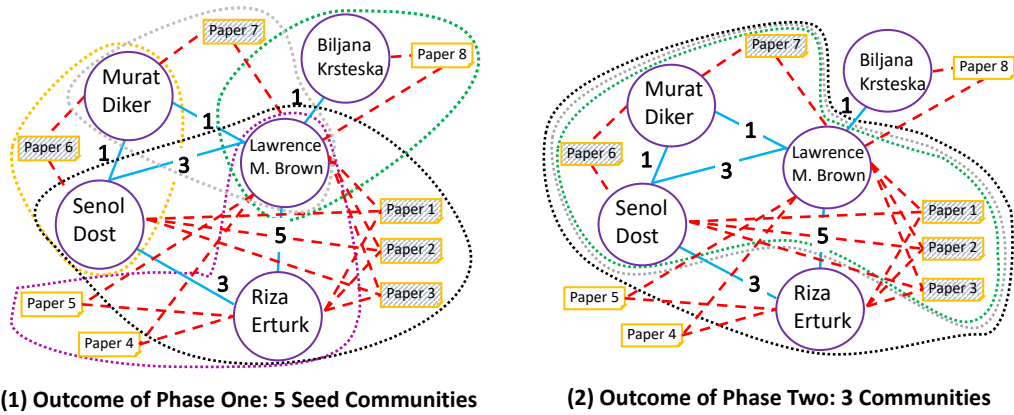 Paper 7
Biljana
Krsteska
Paper 8
Murat
Diker
1
1
Paper 6
1
3
Lawrence
M. Brown
Senol
Dost
Paper 1
5
Paper 2
3
Paper 3
Paper 5
Riza
Erturk
Paper 4
(1) Outcome of Phase One: 5 Seed Communities
Paper 7
Biljana
Krsteska
Paper 8
Murat
Diker
1
1
Paper 6
1
3
Lawrence
M. Brown
Senol
Dost
Paper 1
5
Paper 2
3
Paper 3
Paper 5
Riza
Erturk
Paper 4
(2) Outcome of Phase Two: 3 Communities